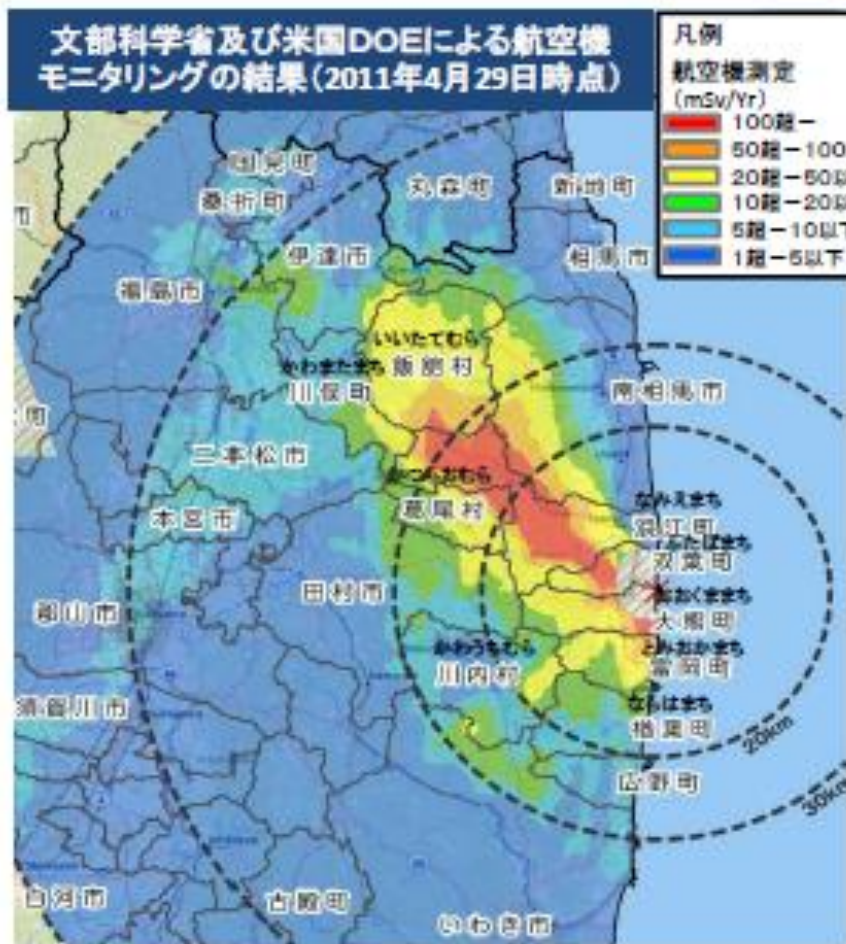 文部科学省及び米国DOEによる航空機
モニタリングの結果(2011年4月29日時点)
凡例
航空機測定
(mSv/Yr)
100超ー
50超ー100
20超ー50以
10超ー20以
5超ー10以下
1超ー5以下
国見町
桑折町
丸森町
新地町
伊達市
相馬市
福島市
いいたてむら
飯舘村
かわまたまち
川俣町
南相馬市
二本松市
かつらおむら
葛尾村
本宮市
なみえまち
浪江町
ふたばまち
双葉町
田村市
おおくままち
大熊町
郡山市
かわうちむら
川内村
とみおかまち
富岡町
須賀川市
ならはまち
楢葉町
20km
広野町
30km
白河市
古殿町
いわき市